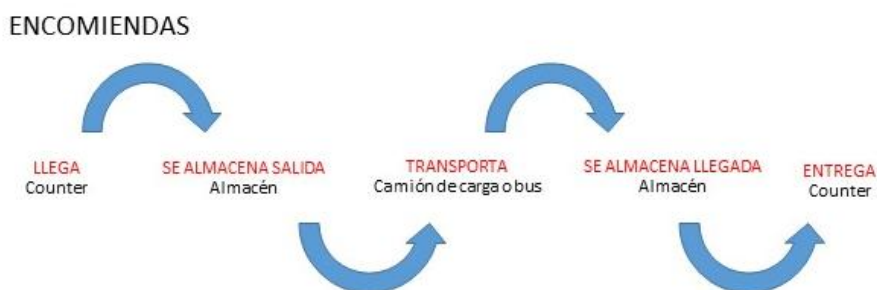 ENCOMIENDAS
LLEGA
Counter
SE ALMACENA SALIDA
Almacén
TRANSPORTA
Camión de carga o bus
SE ALMACENA LLEGADA
Almacén
ENTREGA
Counter